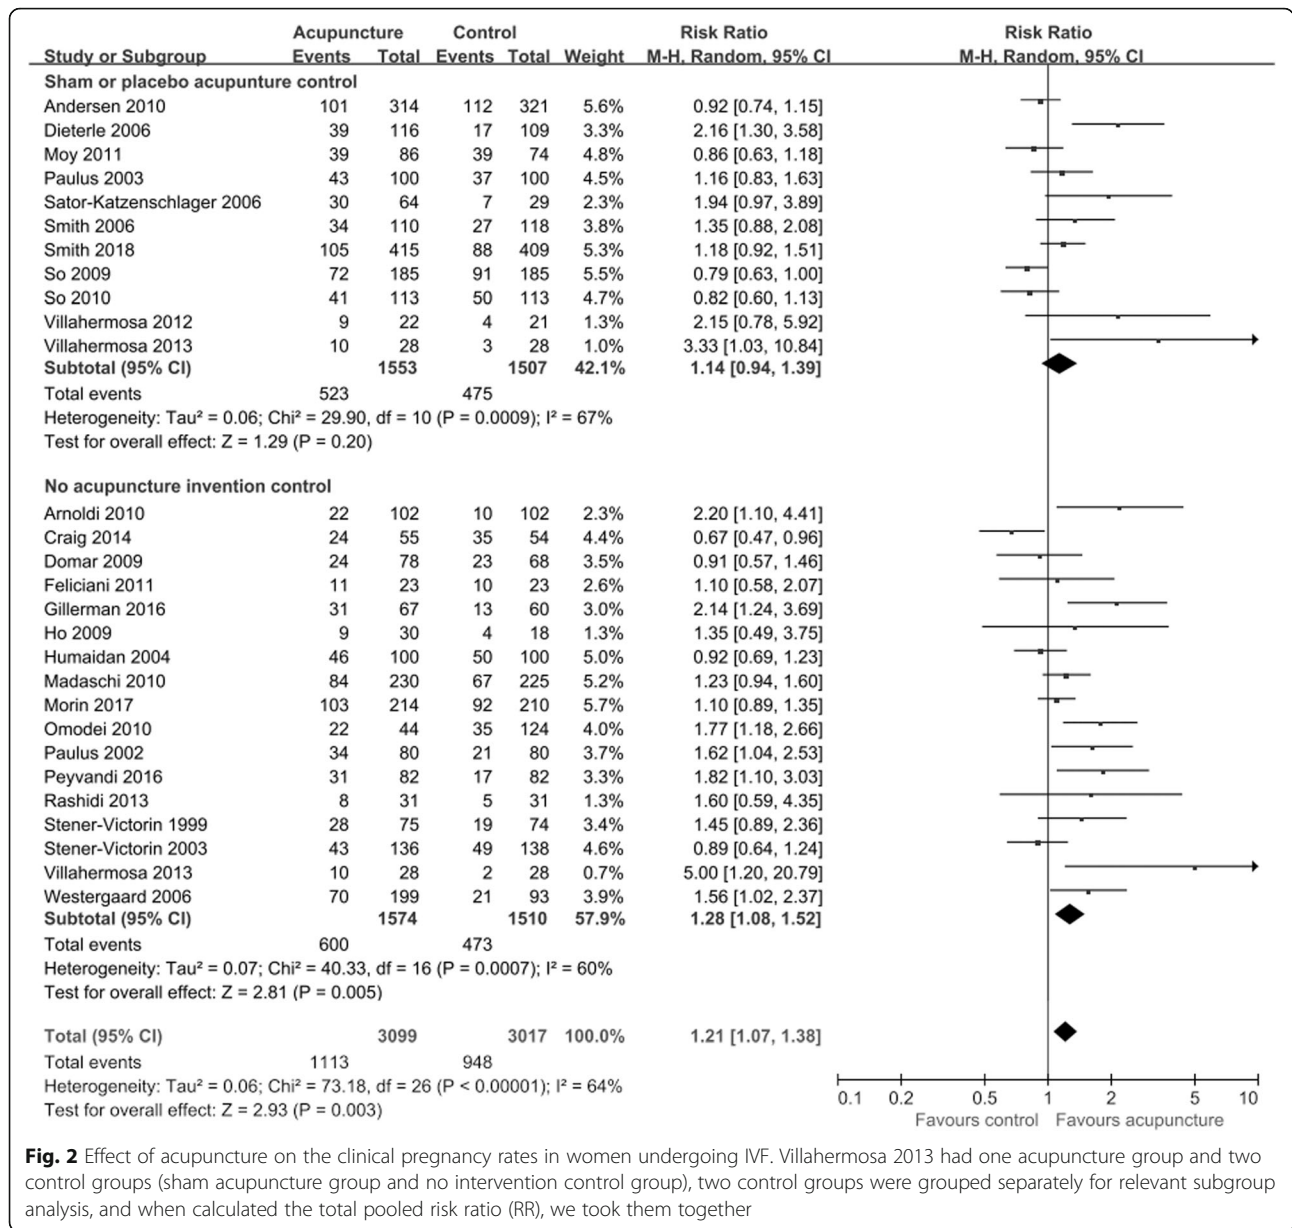 Acupuncture Control Risk Ratio Risk Ratio
Study or Subgroup Events Total Events Total Weight M-H, Random, 95% CI M-H, Random, 95% CI
Sham or placebo acupunture control
Andersen 2010 101 314 112 321 5.6% 0.92 [0.74, 1.15]
Dieterle 2006 39 116 17 109 3.3% 2.16 [1.30, 3.58]
Moy 2011 39 86 39 74 4.8% 0.86 [0.63, 1.18]
Paulus 2003 43 100 37 100 4.5% 1.16 [0.83, 1.63]
Sator-Katzenschlager 2006 30 64 7 29 2.3% 1.94 [0.97, 3.89]
Smith 2006 34 110 27 118 3.8% 1.35 [0.88, 2.08]
Smith 2018 105 415 88 409 5.3% 1.18 [0.92, 1.51]
So 2009 72 185 91 185 5.5% 0.79 [0.63, 1.00]
So 2010 41 113 50 113 4.7% 0.82 [0.60, 1.13]
Villahermosa 2012 9 22 4 21 1.3% 2.15 [0.78, 5.92]
Villahermosa 2013 10 28 3 28 1.0% 3.33 [1.03, 10.84]
Subtotal (95% CI) 1553 1507 42.1% 1.14 [0.94, 1.39]
Total events 523 475
Heterogeneity: Tau² = 0.06; Chi² = 29.90, df = 10 (P = 0.0009); I² = 67%
Test for overall effect: Z = 1.29 (P = 0.20)
No acupuncture invention control
Arnoldi 2010 22 102 10 102 2.3% 2.20 [1.10, 4.41]
Craig 2014 24 55 35 54 4.4% 0.67 [0.47, 0.96]
Domar 2009 24 78 23 68 3.5% 0.91 [0.57, 1.46]
Feliciani 2011 11 23 10 23 2.6% 1.10 [0.58, 2.07]
Gillerman 2016 31 67 13 60 3.0% 2.14 [1.24, 3.69]
Ho 2009 9 30 4 18 1.3% 1.35 [0.49, 3.75]
Humaidan 2004 46 100 50 100 5.0% 0.92 [0.69, 1.23]
Madaschi 2010 84 230 67 225 5.2% 1.23 [0.94, 1.60]
Morin 2017 103 214 92 210 5.7% 1.10 [0.89, 1.35]
Omodei 2010 22 44 35 124 4.0% 1.77 [1.18, 2.66]
Paulus 2002 34 80 21 80 3.7% 1.62 [1.04, 2.53]
Peyvandi 2016 31 82 17 82 3.3% 1.82 [1.10, 3.03]
Rashidi 2013 8 31 5 31 1.3% 1.60 [0.59, 4.35]
Stener-Victorin 1999 28 75 19 74 3.4% 1.45 [0.89, 2.36]
Stener-Victorin 2003 43 136 49 138 4.6% 0.89 [0.64, 1.24]
Villahermosa 2013 10 28 2 28 0.7% 5.00 [1.20, 20.79]
Westergaard 2006 70 199 21 93 3.9% 1.56 [1.02, 2.37]
Subtotal (95% CI) 1574 1510 57.9% 1.28 [1.08, 1.52]
Total events 600 473
Heterogeneity: Tau² = 0.07; Chi² = 40.33, df = 16 (P = 0.0007); I² = 60%
Test for overall effect: Z = 2.81 (P = 0.005)
Total (95% CI) 3099 3017 100.0% 1.21 [1.07, 1.38]
Total events 1113 948
Heterogeneity: Tau² = 0.06; Chi² = 73.18, df = 26 (P < 0.00001); I² = 64%
Test for overall effect: Z = 2.93 (P = 0.003)
0.1 0.2 0.5 1 2 5 10
Favours control Favours acupuncture
Fig. 2 Effect of acupuncture on the clinical pregnancy rates in women undergoing IVF. Villahermosa 2013 had one acupuncture group and two
control groups (sham acupuncture group and no intervention control group), two control groups were grouped separately for relevant subgroup
analysis, and when calculated the total pooled risk ratio (RR), we took them together